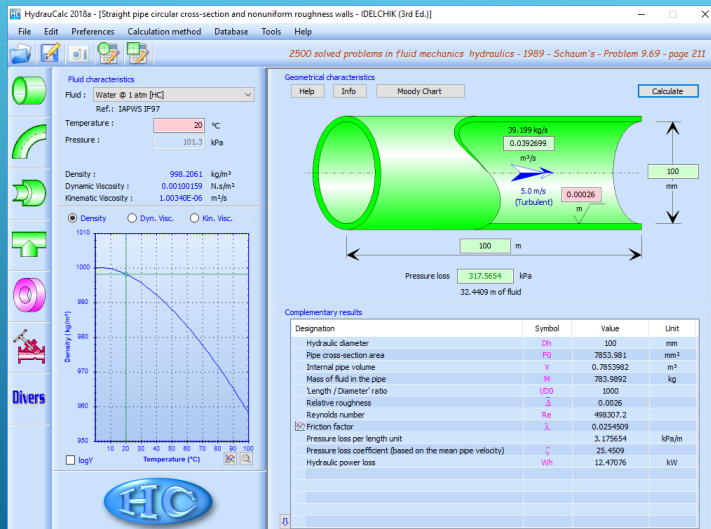 HydrauCalc 2018a - [Straight pipe circular cross-section and nonuniform roughness walls - IDELCHIK (3rd Ed.)]
File Edit Preferences Calculation method Database Tools Help
2500 solved problems in fluid mechanics hydraulics - 1989 - Schaum's - Problem 9.69 - page 211
Fluid characteristics
Fluid : Water @ 1 atm [HC]
Ref.: IAPWS IF97
Temperature : 20 °C
Pressure : 101.3 kPa
Density : 998.2061 kg/m³
Dynamic Viscosity : 0.00100159 N.s/m²
Kinematic Viscosity : 1.00340E-06 m²/s
Density Dyn. Visc. Kin. Visc.
1010
1000
990
980
970
960
950
Density (kg/m³)
10 20 30 40 50 60 70 80 90 100
logY Temperature (°C)
HC
Divers
Geometrical characteristics
Help Info Moody Chart Calculate
39.199 kg/s
0.0392699
m³/s
5.0 m/s
(Turbulent)
0.00026
m
100
mm
100 m
Pressure loss 317.5654 kPa
32.4409 m of fluid
Complementary results
Designation Symbol Value Unit
Hydraulic diameter Dh 100 mm
Pipe cross-section area F0 7853.981 mm²
Internal pipe volume V 0.7853982 m³
Mass of fluid in the pipe M 783.9892 kg
'Length / Diameter' ratio l/D0 1000
Relative roughness Δ̅ 0.0026
Reynolds number Re 498307.2
Friction factor λ 0.0254509
Pressure loss per length unit 3.175654 kPa/m
Pressure loss coefficient (based on the mean pipe velocity) ζ 25.4509
Hydraulic power loss Wh 12.47076 kW